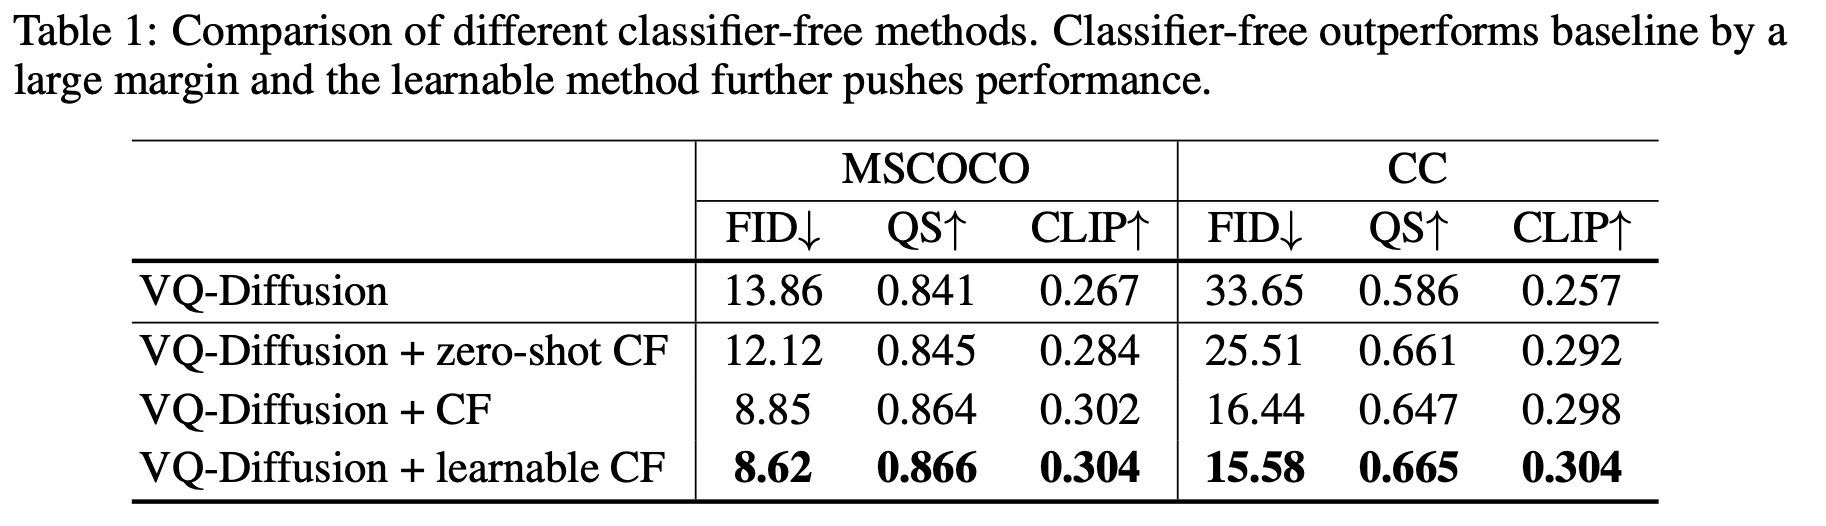 Table 1: Comparison of different classifier-free methods. Classifier-free outperforms baseline by a
large margin and the learnable method further pushes performance.
MSCOCO CC
FID↓ QS↑ CLIP↑ FID↓ QS↑ CLIP↑
VQ-Diffusion 13.86 0.841 0.267 33.65 0.586 0.257
VQ-Diffusion + zero-shot CF 12.12 0.845 0.284 25.51 0.661 0.292
VQ-Diffusion + CF 8.85 0.864 0.302 16.44 0.647 0.298
VQ-Diffusion + learnable CF 8.62 0.866 0.304 15.58 0.665 0.304